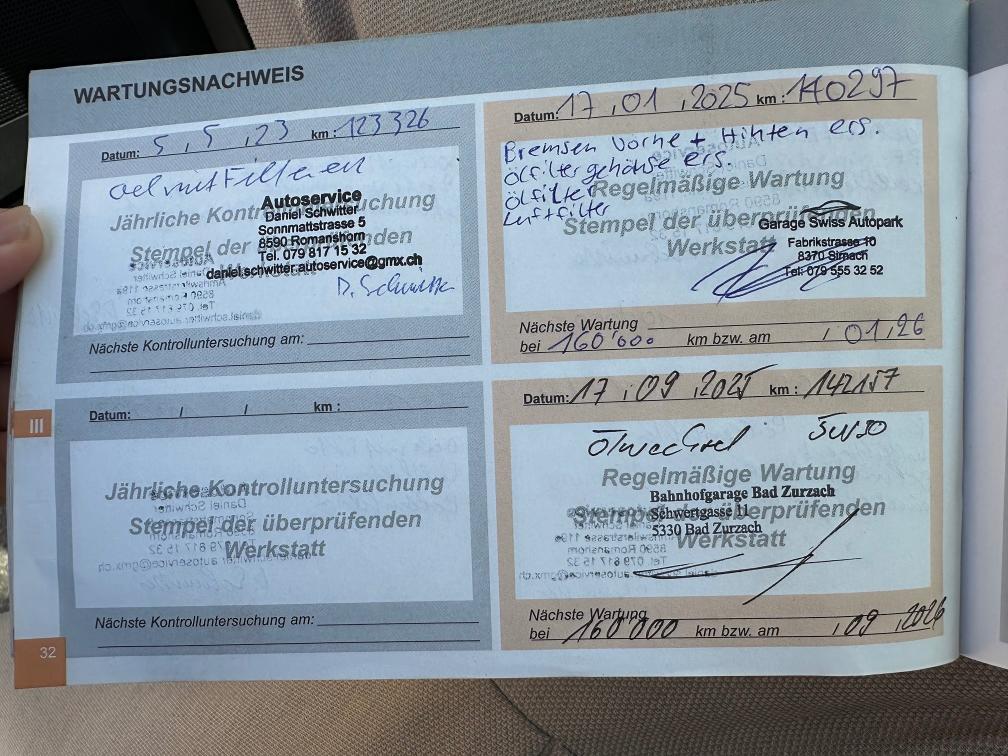 WARTUNGSNACHWEIS
Datum: 5 , 5 , 23 km : 123 326
Oel mit Filter
Jährliche Kontrolluntersuchung
Stempel der überprüfenden
Autoservice
Daniel Schwitter
Sonnmattstrasse 5
8590 Romanshorn
Tel. 079 817 15 32
daniel.schwitter.autoservice@gmx.ch
D. Schwitter
Nächste Kontrolluntersuchung am:
Datum: 17 , 01 , 2025 km : 140297
Bremsen Vorne + Hinten ers.
Ölfiltergehäuse ers.
Ölfilter
Luftfilter
Regelmäßige Wartung
Stempel der überprüfenden
Werkstatt
Garage Swiss Autopark
Fabrikstrasse 10
8370 Sirnach
Tel: 079 555 32 52
Nächste Wartung
bei 160'000 km bzw. am , 01, 26
Datum: / / km :
Jährliche Kontrolluntersuchung
Stempel der überprüfenden
Werkstatt
Nächste Kontrolluntersuchung am:
Datum: 17 , 09 , 2025 km : 142157
Ölwechsel 5W30
Regelmäßige Wartung
Stempel der überprüfenden
Werkstatt
Bahnhofgarage Bad Zurzach
Schwertgasse 11
5330 Bad Zurzach
Nächste Wartung
bei 160'000 km bzw. am , 09 , 2026
III
32